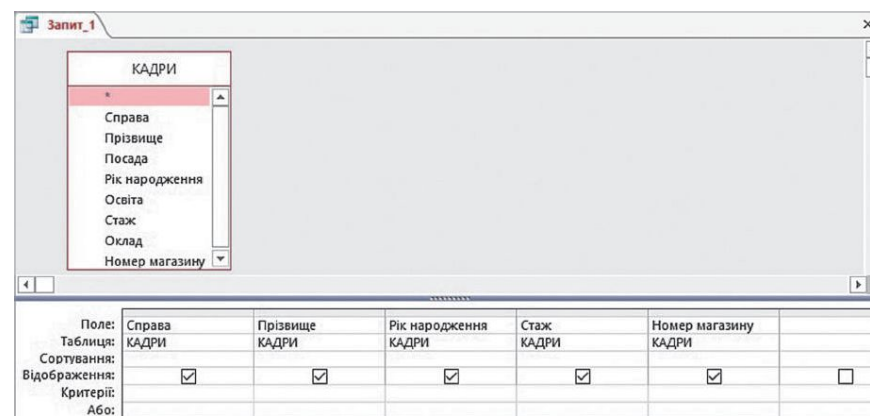 Запит_1
КАДРИ
*
Справа
Прізвище
Посада
Рік народження
Освіта
Стаж
Оклад
Номер магазину
Поле: Справа Прізвище Рік народження Стаж Номер магазину
Таблиця: КАДРИ КАДРИ КАДРИ КАДРИ КАДРИ
Сортування:
Відображення:
Критерії:
Або: